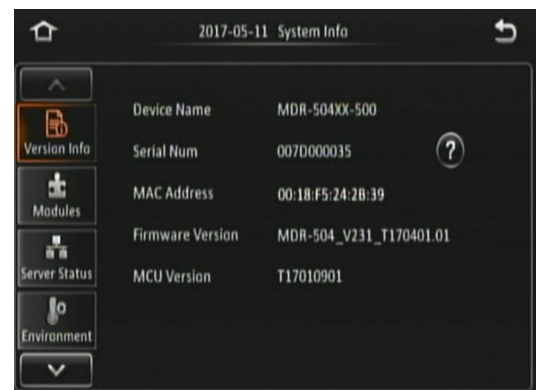 2017-05-11 System Info
Version Info
Modules
Server Status
Environment
Device Name MDR-504XX-500
Serial Num 007D000035
?
MAC Address 00:18:F5:24:2B:39
Firmware Version MDR-504_V231_T170401.01
MCU Version T17010901